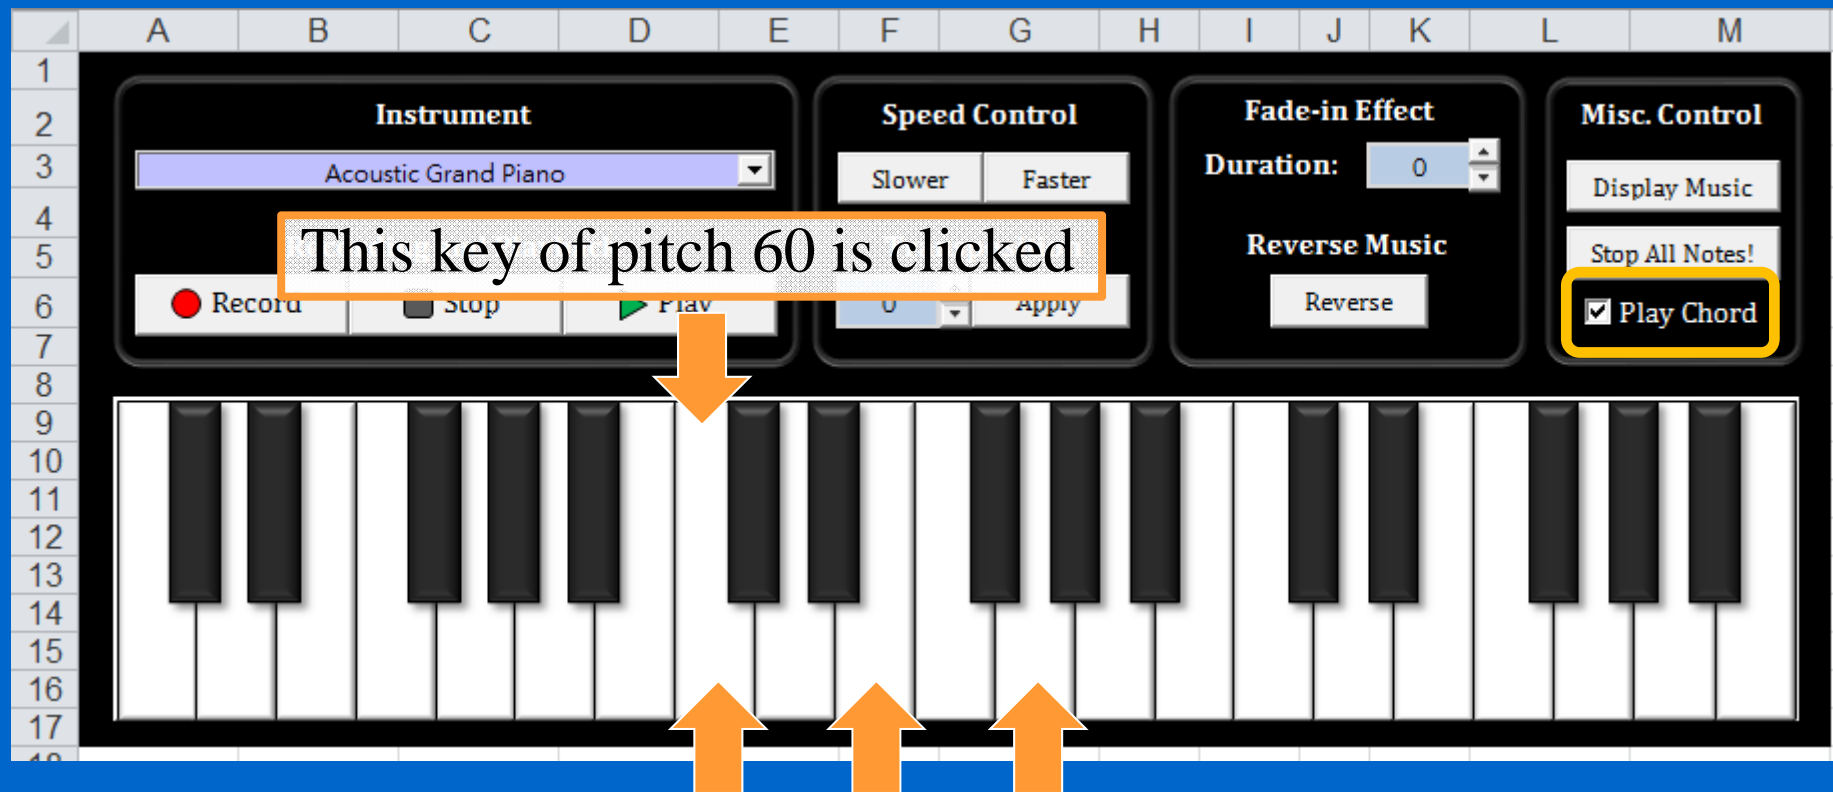 A B C D E F G H I J K L M
1
2 Instrument Speed Control Fade-in Effect Misc. Control
3 Acoustic Grand Piano Slower Faster Duration: 0 Display Music
4
This key of pitch 60 is clicked
5 Reverse Music Stop All Notes!
6 Record Stop Play 0 Apply Reverse Play Chord
7
8
9
10
11
12
13
14
15
16
17
18